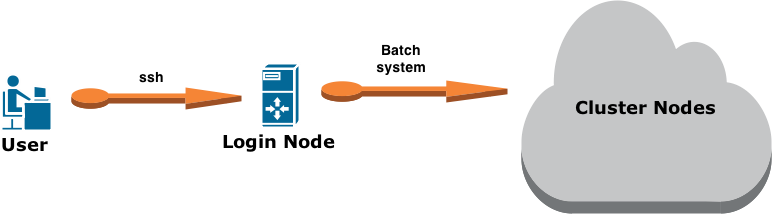 ssh
Batch
system
User
Login Node
Cluster Nodes